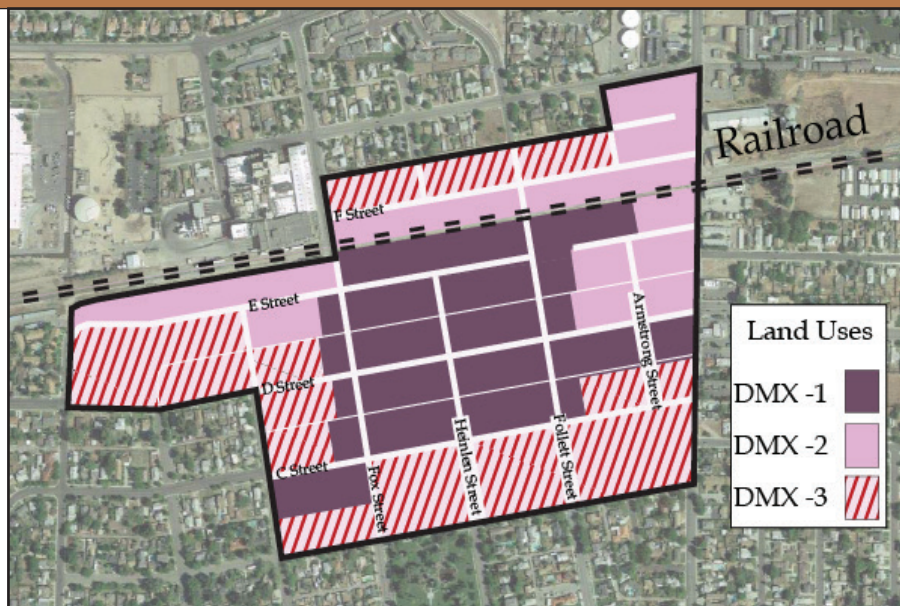 Railroad
F Street
E Street
Armstrong Street
Land Uses
DMX -1
D Street
DMX -2
Heinlen Street
Follett Street
C Street
Fox Street
DMX -3